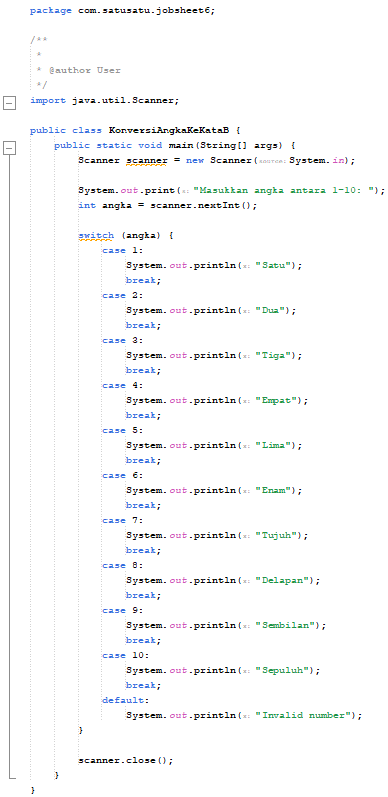 package com.satusatu.jobsheet6;
/**
 *
 * @author User
 */
import java.util.Scanner;
public class KonversiAngkaKeKataB {
    public static void main(String[] args) {
        Scanner scanner = new Scanner(source: System.in);
        System.out.print(s: "Masukkan angka antara 1-10: ");
        int angka = scanner.nextInt();
        switch (angka) {
            case 1:
                System.out.println(x: "Satu");
                break;
            case 2:
                System.out.println(x: "Dua");
                break;
            case 3:
                System.out.println(x: "Tiga");
                break;
            case 4:
                System.out.println(x: "Empat");
                break;
            case 5:
                System.out.println(x: "Lima");
                break;
            case 6:
                System.out.println(x: "Enam");
                break;
            case 7:
                System.out.println(x: "Tujuh");
                break;
            case 8:
                System.out.println(x: "Delapan");
                break;
            case 9:
                System.out.println(x: "Sembilan");
                break;
            case 10:
                System.out.println(x: "Sepuluh");
                break;
            default:
                System.out.println(x: "Invalid number");
        }
        scanner.close();
    }
}